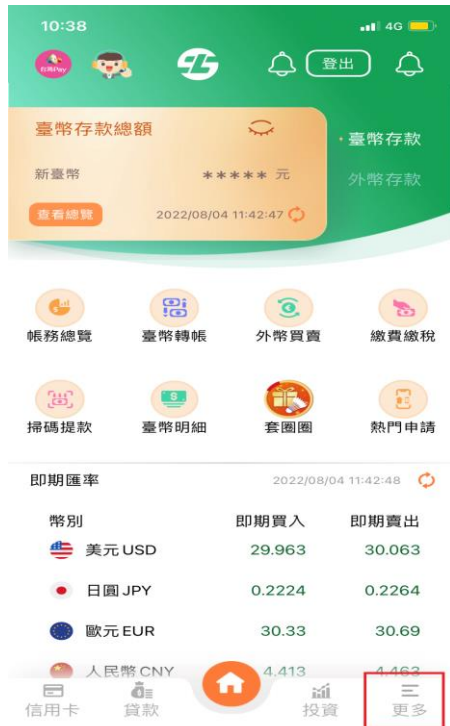 10:38 4G
台灣Pay
登出
臺幣存款總額
臺幣存款
新臺幣 ***** 元
外幣存款
查看總覽 2022/08/04 11:42:47
帳務總覽 臺幣轉帳 外幣買賣 繳費繳稅
掃碼提款 臺幣明細 套圈圈 熱門申請
即期匯率 2022/08/04 11:42:48
幣別 即期買入 即期賣出
美元 USD 29.963 30.063
日圓 JPY 0.2224 0.2264
歐元 EUR 30.33 30.69
人民幣 CNY 4.413 4.463
信用卡 貸款 投資 更多